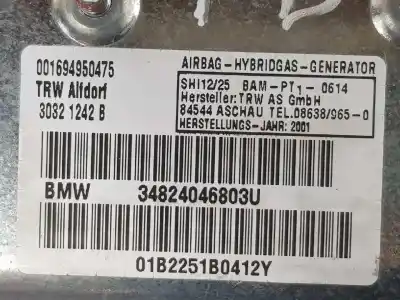 001694950475
TRW Alfdorf
3032 1242 B
AIRBAG-HYBRIDGAS-GENERATOR
SHI12/25 BAM-PT1-0614
Hersteller:TRW AS GmbH
84544 ASCHAU TEL.08638/965-0
HERSTELLUNGS-JAHR: 2001
BMW 34824046803U
01B2251B0412Y